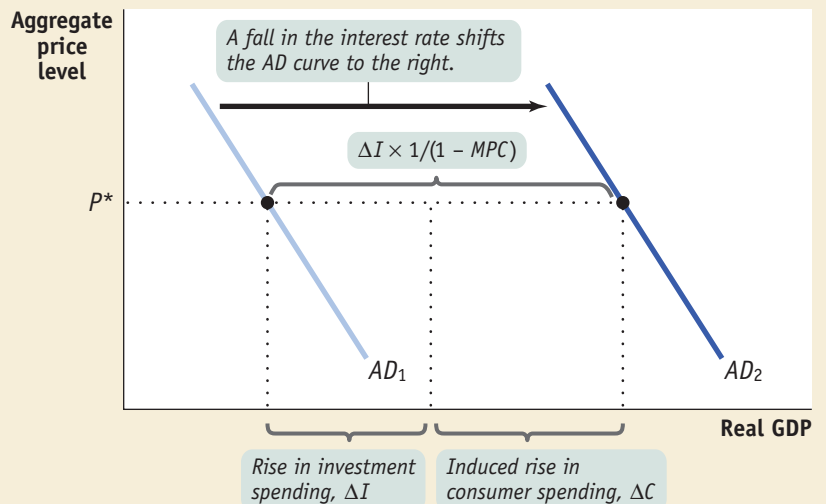 Aggregate
price
level
A fall in the interest rate shifts
the AD curve to the right.
ΔI × 1/(1 – MPC)
P*
AD₁
AD₂
Real GDP
Rise in investment
spending, ΔI
Induced rise in
consumer spending, ΔC